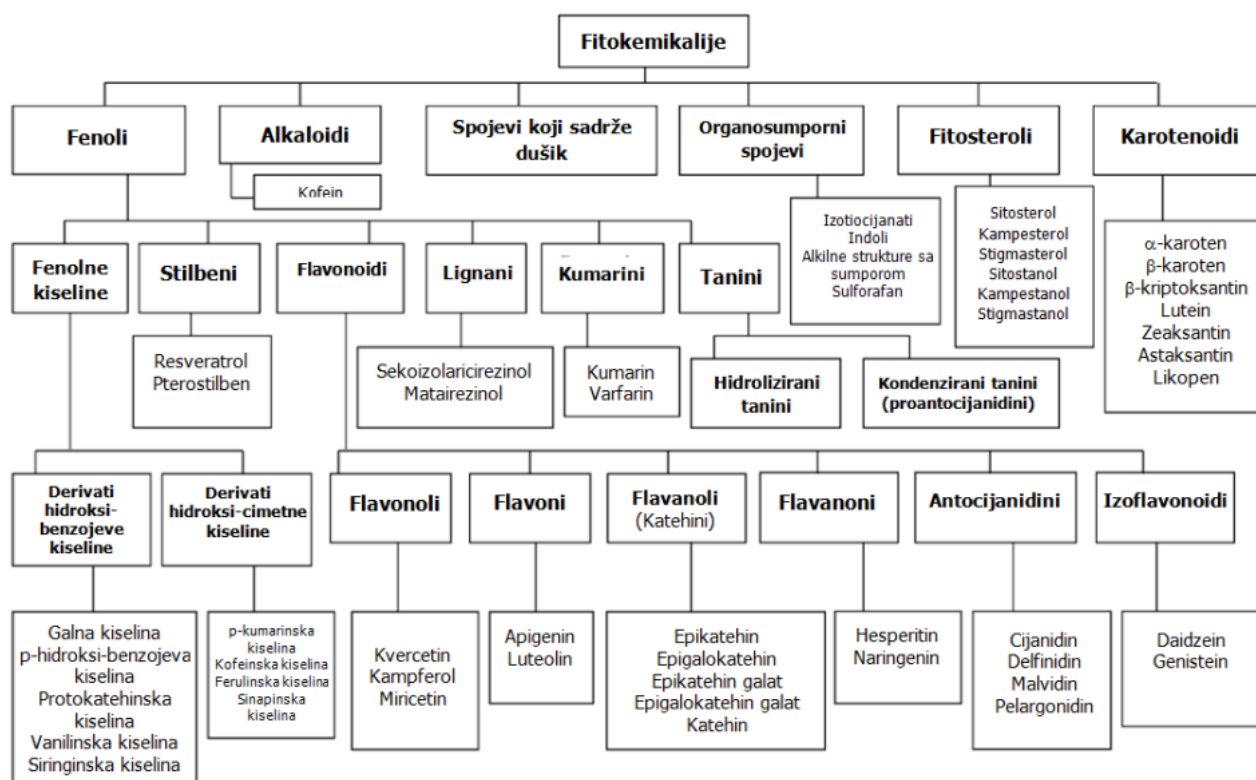 Fitokemikalije
Fenoli
Alkaloidi
Spojevi koji sadrže
dušik
Organosumporni
spojevi
Fitosteroli
Karotenoidi
Kofein
Izotiocijanati
Indoli
Alkilne strukture sa
sumporom
Sulforafan
Sitosterol
Kampesterol
Stigmasterol
Sitostanol
Kampestanol
Stigmastanol
α-karoten
β-karoten
β-kriptoksantin
Lutein
Zeaksantin
Astaksantin
Likopen
Fenolne
kiseline
Stilbeni
Flavonoidi
Lignani
Kumarini
Tanini
Resveratrol
Pterostilben
Sekoizolaricirezinol
Matairezinol
Kumarin
Varfarin
Hidrolizirani
tanini
Kondenzirani tanini
(proantocijanidini)
Derivati
hidroksi-
benzojeve
kiseline
Derivati
hidroksi-cimetne
kiseline
Flavonoli
Flavoni
Flavanoli
(Katehini)
Flavanoni
Antocijanidini
Izoflavonoidi
Galna kiselina
p-hidroksi-benzojeva
kiselina
Protokatehinska
kiselina
Vanilinska kiselina
Siringinska kiselina
p-kumarinska
kiselina
Kofeinska kiselina
Ferulinska kiselina
Sinapinska
kiselina
Kvercetin
Kampferol
Miricetin
Apigenin
Luteolin
Epikatehin
Epigalokatehin
Epikatehin galat
Epigalokatehin galat
Katehin
Hesperitin
Naringenin
Cijanidin
Delfinidin
Malvidin
Pelargonidin
Daidzein
Genistein